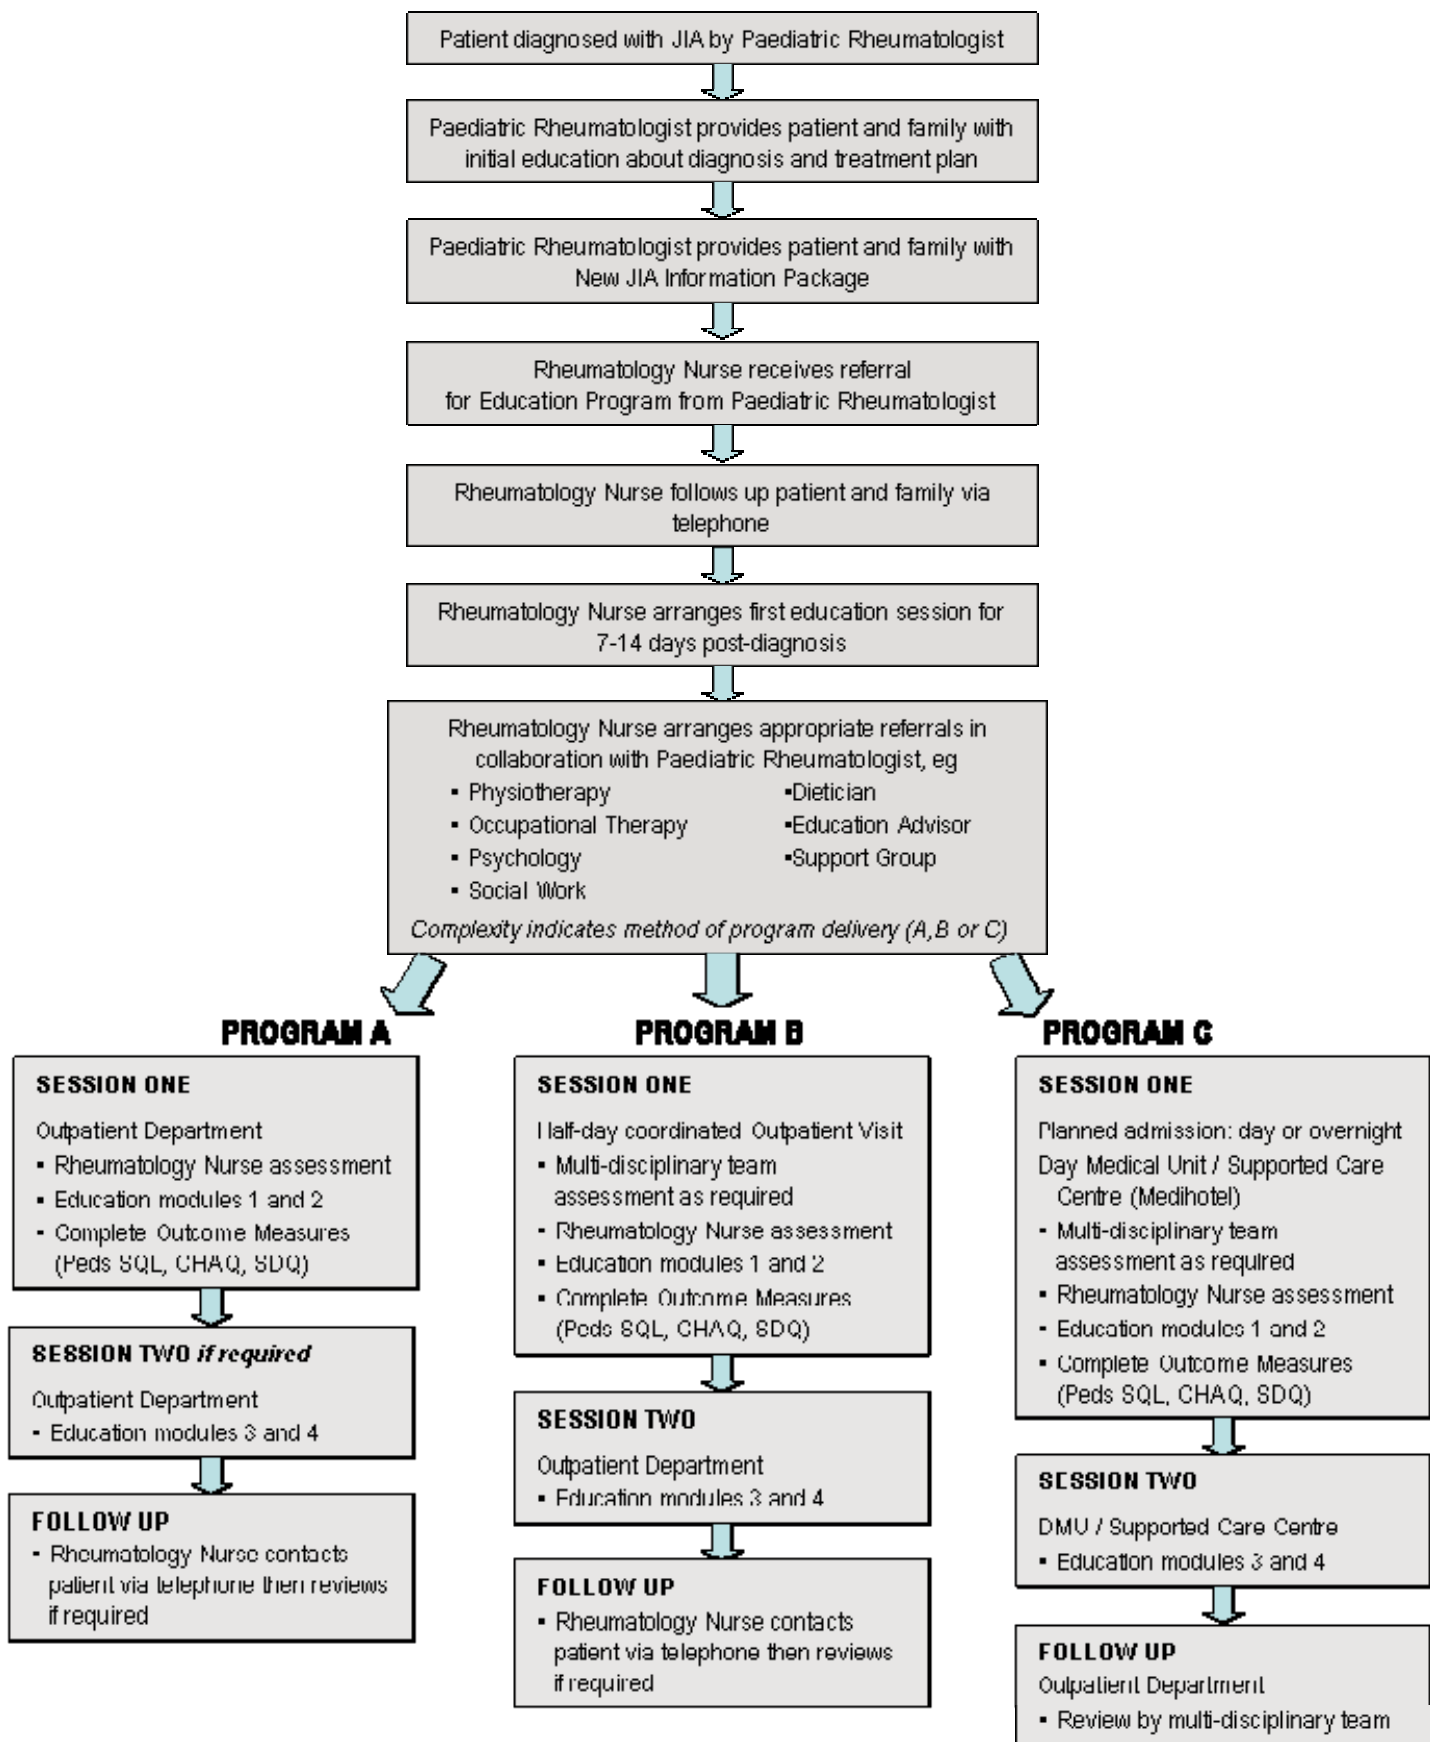 Patient diagnosed with JIA by Paediatric Rheumatologist
Paediatric Rheumatologist provides patient and family with
initial education about diagnosis and treatment plan
Paediatric Rheumatologist provides patient and family with
New JIA Information Package
Rheumatology Nurse receives referral
for Education Program from Paediatric Rheumatologist
Rheumatology Nurse follows up patient and family via
telephone
Rheumatology Nurse arranges first education session for
7-14 days post-diagnosis
Rheumatology Nurse arranges appropriate referrals in
collaboration with Paediatric Rheumatologist, eg
▪ Physiotherapy
▪ Occupational Therapy
▪ Psychology
▪ Social Work
▪Dietician
▪Education Advisor
▪Support Group
Complexity indicates method of program delivery (A,B or C)
PROGRAM A
SESSION ONE
Outpatient Department
▪ Rheumatology Nurse assessment
▪ Education modules 1 and 2
▪ Complete Outcome Measures
(Peds SQL, CHAQ, SDQ)
SESSION TWO if required
Outpatient Department
▪ Education modules 3 and 4
FOLLOW UP
▪ Rheumatology Nurse contacts
patient via telephone then reviews
if required
PROGRAM B
SESSION ONE
Half-day coordinated Outpatient Visit
▪ Multi-disciplinary team
assessment as required
▪ Rheumatology Nurse assessment
▪ Education modules 1 and 2
▪ Complete Outcome Measures
(Peds SQL, CHAQ, SDQ)
SESSION TWO
Outpatient Department
▪ Education modules 3 and 4
FOLLOW UP
▪ Rheumatology Nurse contacts
patient via telephone then reviews
if required
PROGRAM C
SESSION ONE
Planned admission: day or overnight
Day Medical Unit / Supported Care
Centre (Medihotel)
▪ Multi-disciplinary team
assessment as required
▪ Rheumatology Nurse assessment
▪ Education modules 1 and 2
▪ Complete Outcome Measures
(Peds SQL, CHAQ, SDQ)
SESSION TWO
DMU / Supported Care Centre
▪ Education modules 3 and 4
FOLLOW UP
Outpatient Department
▪ Review by multi-disciplinary team